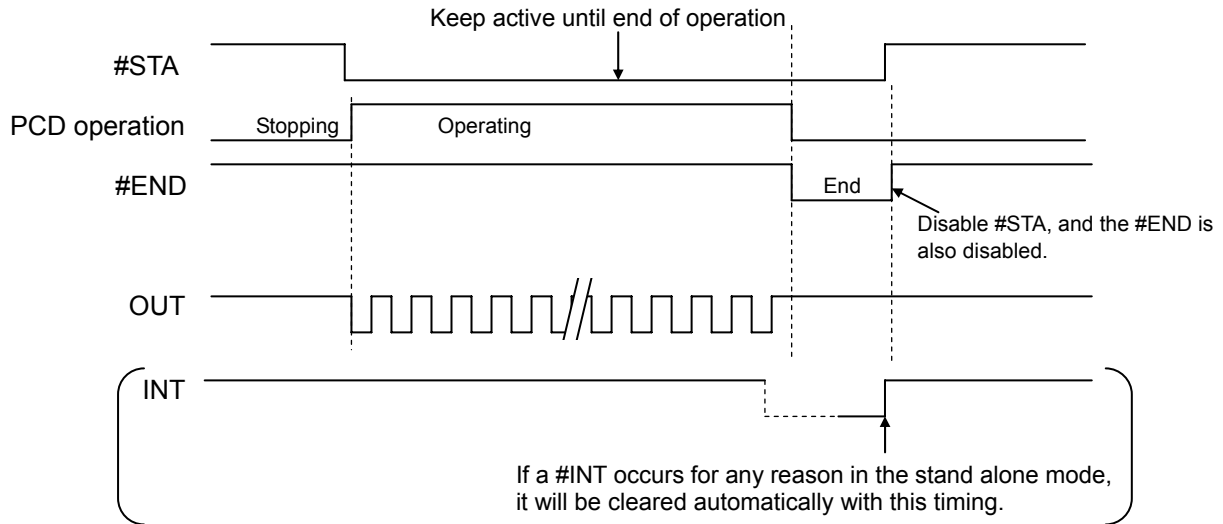 Keep active until end of operation
#STA
PCD operation
Stopping
Operating
#END
End
Disable #STA, and the #END is
also disabled.
OUT
INT
If a #INT occurs for any reason in the stand alone mode,
it will be cleared automatically with this timing.